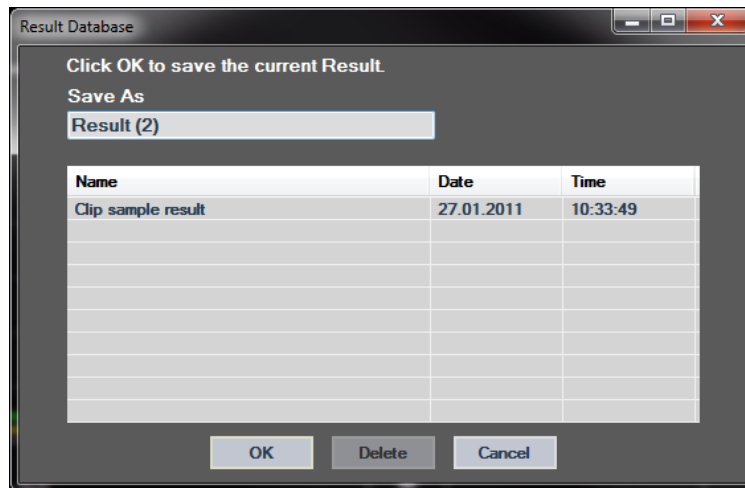 Result Database
Click OK to save the current Result.
Save As
Result (2)
Name Date Time
Clip sample result 27.01.2011 10:33:49
OK Delete Cancel